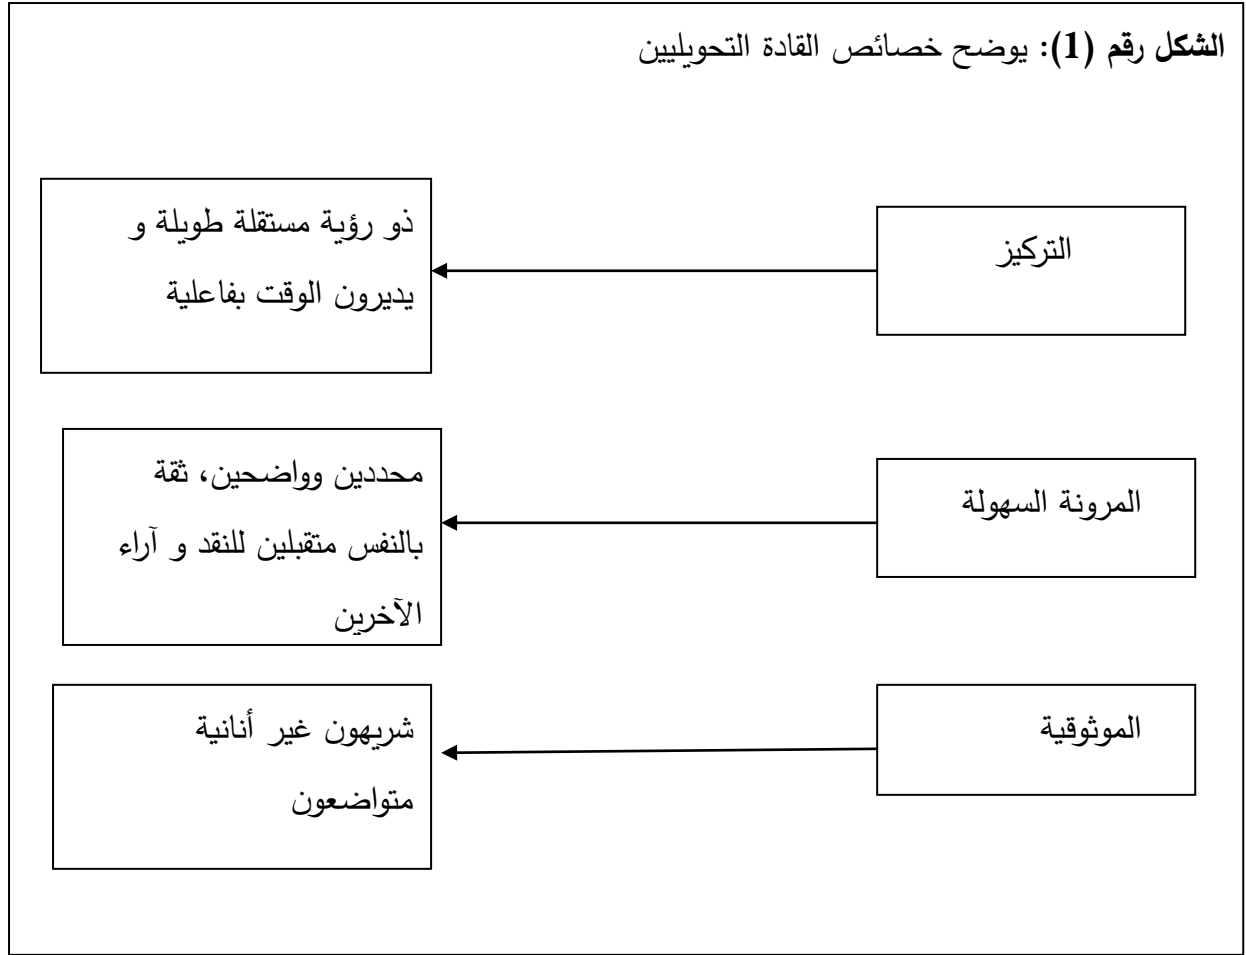 الشكل رقم (1): يوضح خصائص القادة التحويليين
التركيز
ذو رؤية مستقلة طويلة و
يديرون الوقت بفاعلية
المرونة السهولة
محددين وواضحين، ثقة
بالنفس متقبلين للنقد و آراء
الآخرين
الموثوقية
شريهون غير أنانية
متواضعون